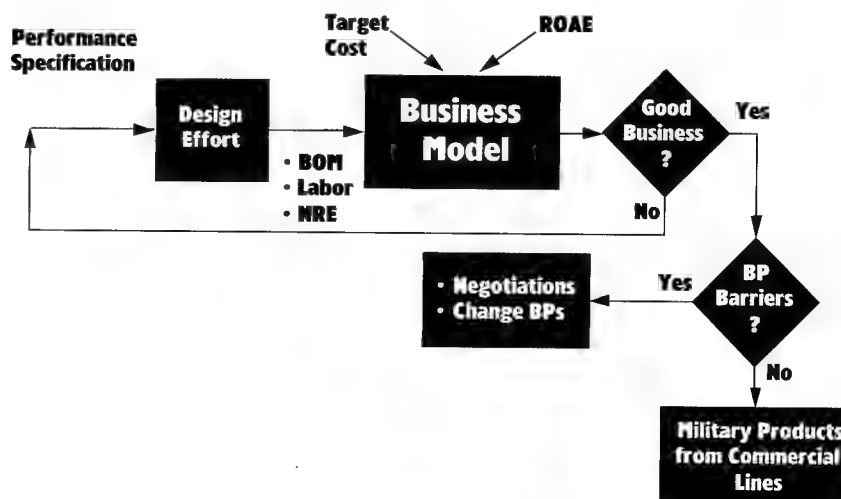 Performance
Specification
Target
Cost
ROAE
Design
Effort
• BOM
• Labor
• NRE
Business
Model
Good
Business
?
Yes
No
BP
Barriers
?
Yes
• Negotiations
• Change BPs
No
Military Products
from Commercial
Lines